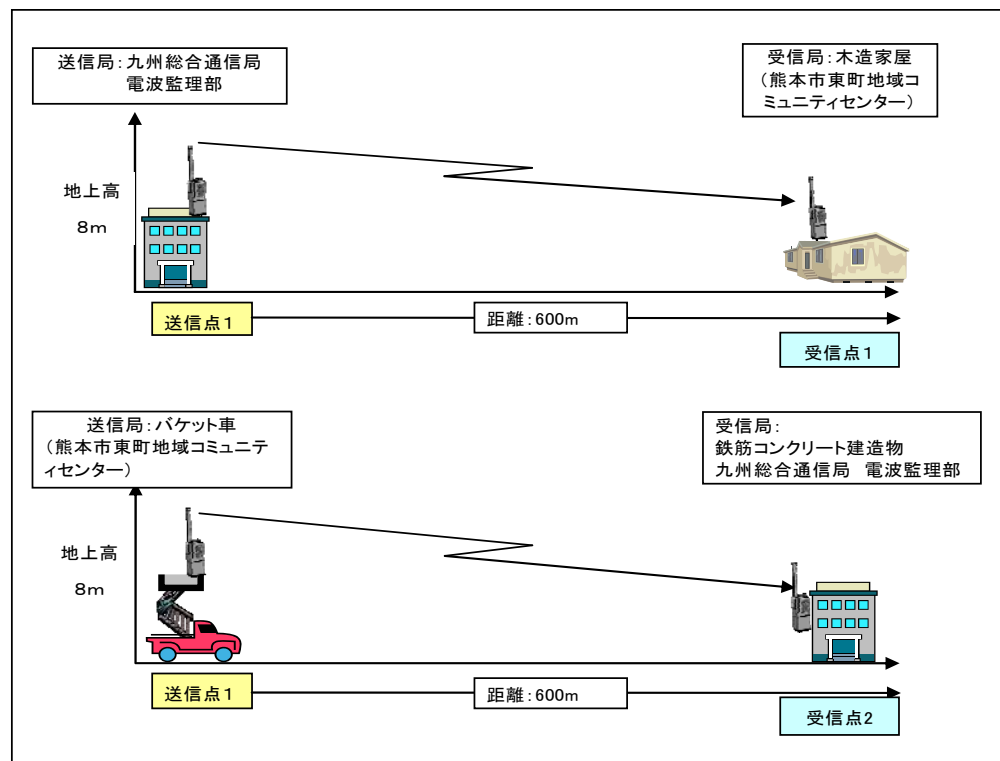 送信局：九州総合通信局
電波監理部
受信局：木造家屋
（熊本市東町地域コ
ミュニティセンター）
地上高
８ｍ
送信点１
距離：600m
受信点１
送信局：バケット車
（熊本市東町地域コミュニテ
ィセンター）
受信局：
鉄筋コンクリート建造物
九州総合通信局　電波監理部
地上高
８ｍ
送信点１
距離：600m
受信点2